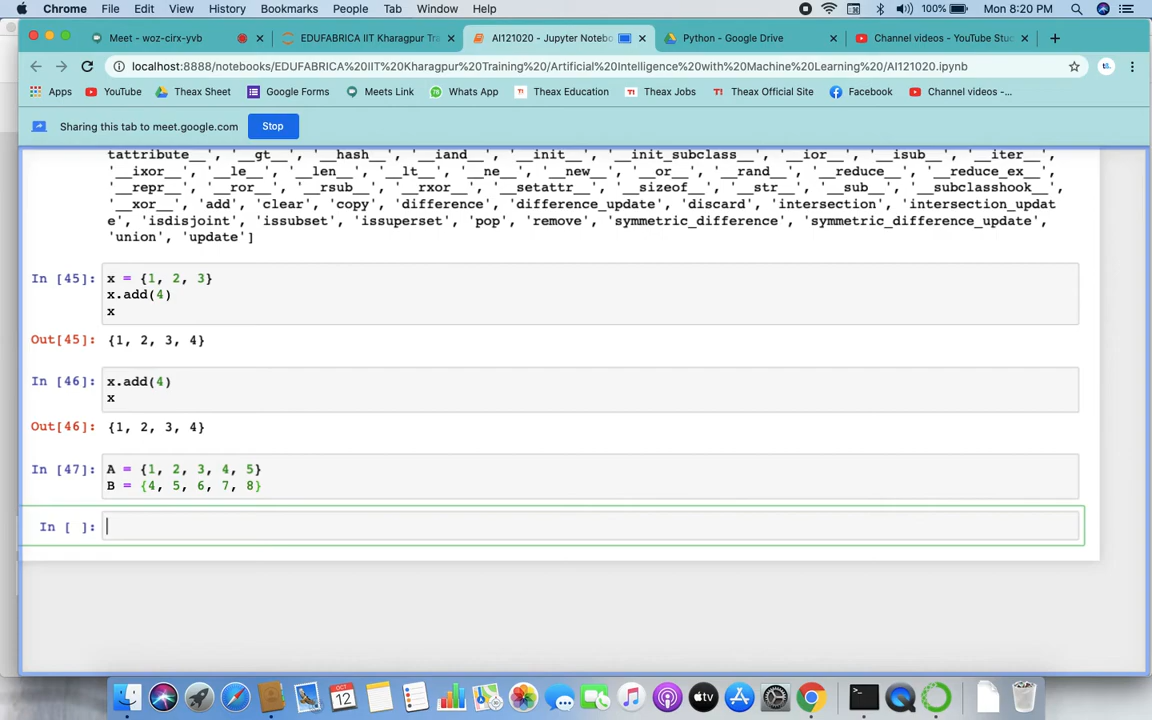 Chrome File Edit View History Bookmarks People Tab Window Help 100% Mon 8:20 PM
Meet - woz-cirx-yvb EDUFABRICA IIT Kharagpur Tra AI121020 - Jupyter Notebo Python - Google Drive Channel videos - YouTube Stu
localhost:8888/notebooks/EDUFABRICA%20IIT%20Kharagpur%20Training%20/Artificial%20Intelligence%20with%20Machine%20Learning%20/AI121020.ipynb
Apps YouTube Theax Sheet Google Forms Meets Link Whats App Theax Education Theax Jobs Theax Official Site Facebook Channel videos -...
Sharing this tab to meet.google.com Stop
tattribute__', '__gt__', '__hash__', '__iand__', '__init__', '__init_subclass__', '__ior__', '__isub__', '__iter__',
'__ixor__', '__le__', '__len__', '__lt__', '__ne__', '__new__', '__or__', '__rand__', '__reduce__', '__reduce_ex__',
'__repr__', '__ror__', '__rsub__', '__rxor__', '__setattr__', '__sizeof__', '__str__', '__sub__', '__subclasshook__',
'__xor__', 'add', 'clear', 'copy', 'difference', 'difference_update', 'discard', 'intersection', 'intersection_updat
e', 'isdisjoint', 'issubset', 'issuperset', 'pop', 'remove', 'symmetric_difference', 'symmetric_difference_update',
'union', 'update']
In [45]: x = {1, 2, 3}
x.add(4)
x
Out[45]: {1, 2, 3, 4}
In [46]: x.add(4)
x
Out[46]: {1, 2, 3, 4}
In [47]: A = {1, 2, 3, 4, 5}
B = {4, 5, 6, 7, 8}
In [ ]:
OCT
12
tv